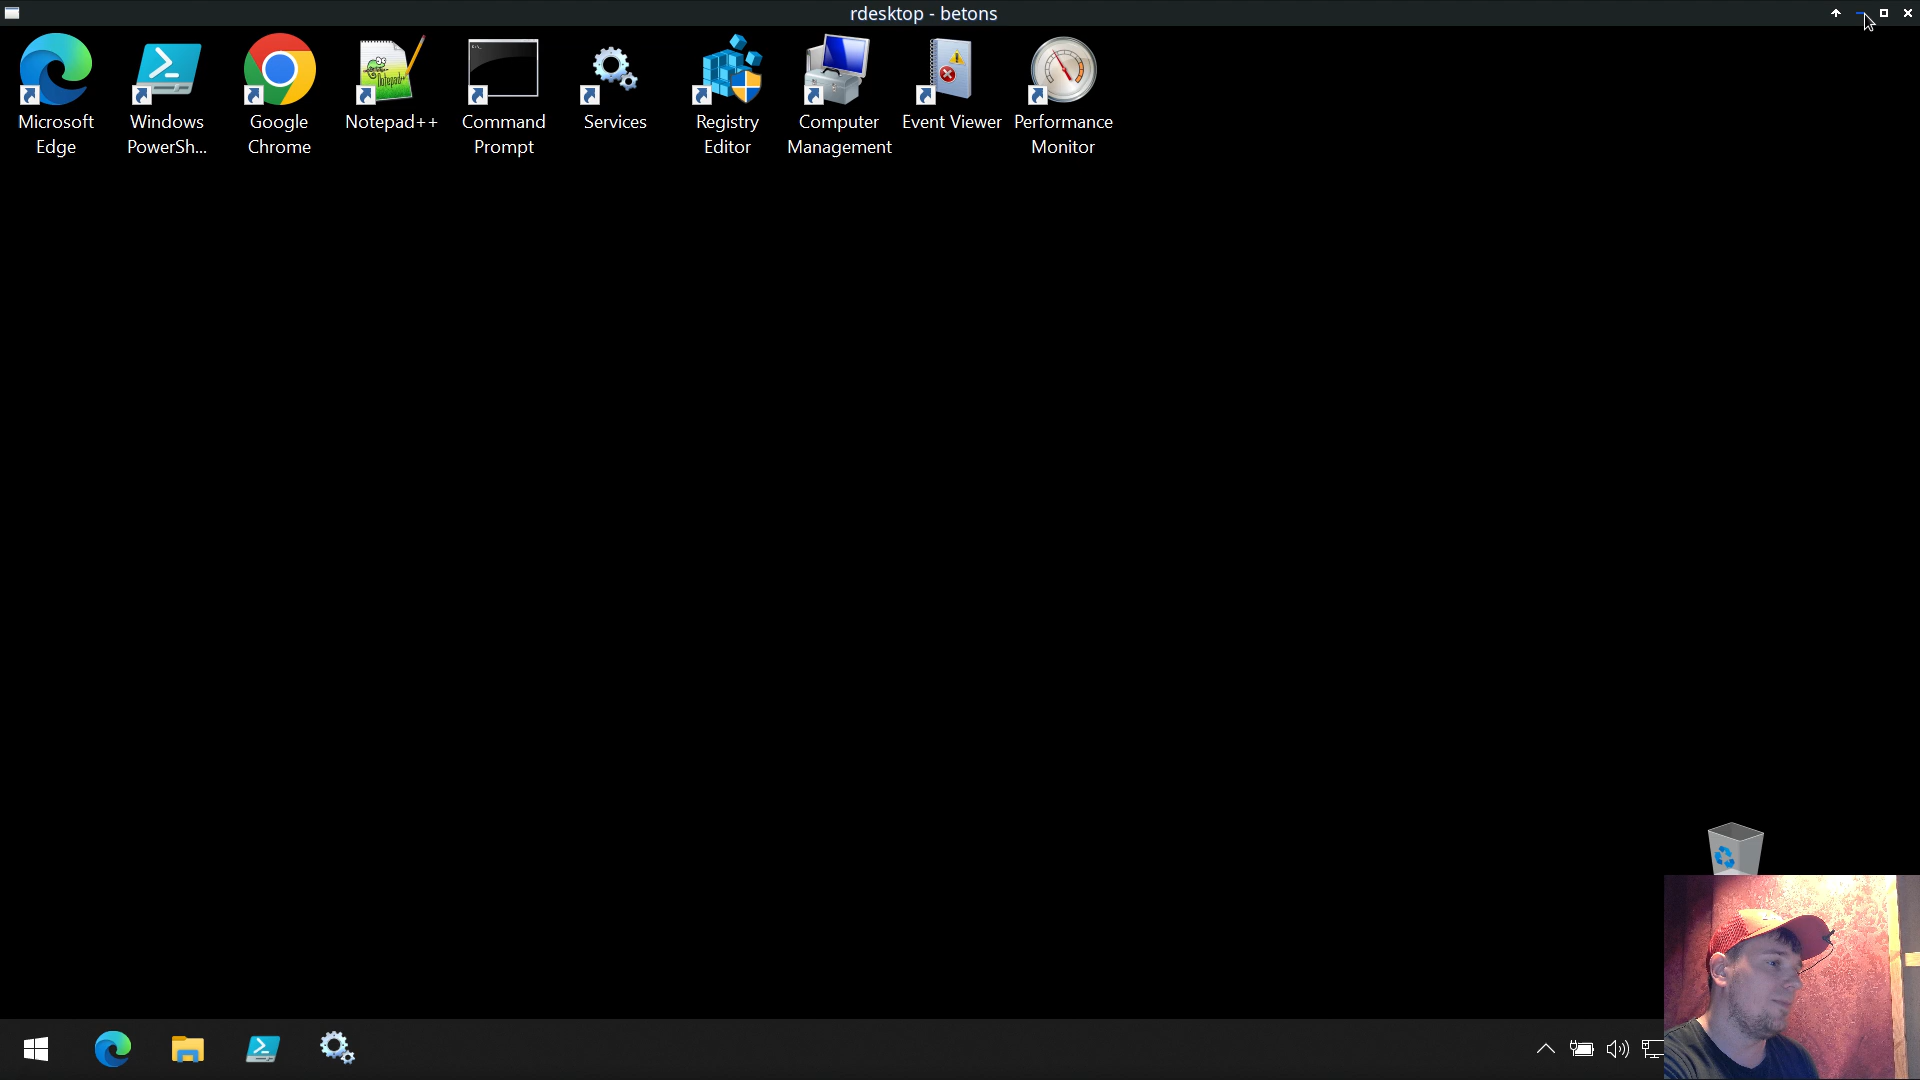 rdesktop - betons
Microsoft
Edge
Windows
PowerSh...
Google
Chrome
Notepad++
Command
Prompt
Services
Registry
Editor
Computer
Management
Event Viewer
Performance
Monitor